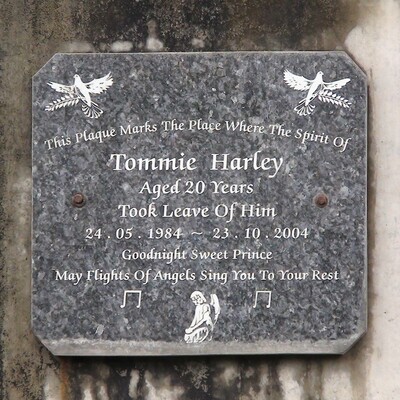 This Plaque Marks The Place Where The Spirit Of
Tommie Harley
Aged 20 Years
Took Leave Of Him
24 . 05 . 1984 ~ 23 . 10 . 2004
Goodnight Sweet Prince
May Flights Of Angels Sing You To Your Rest